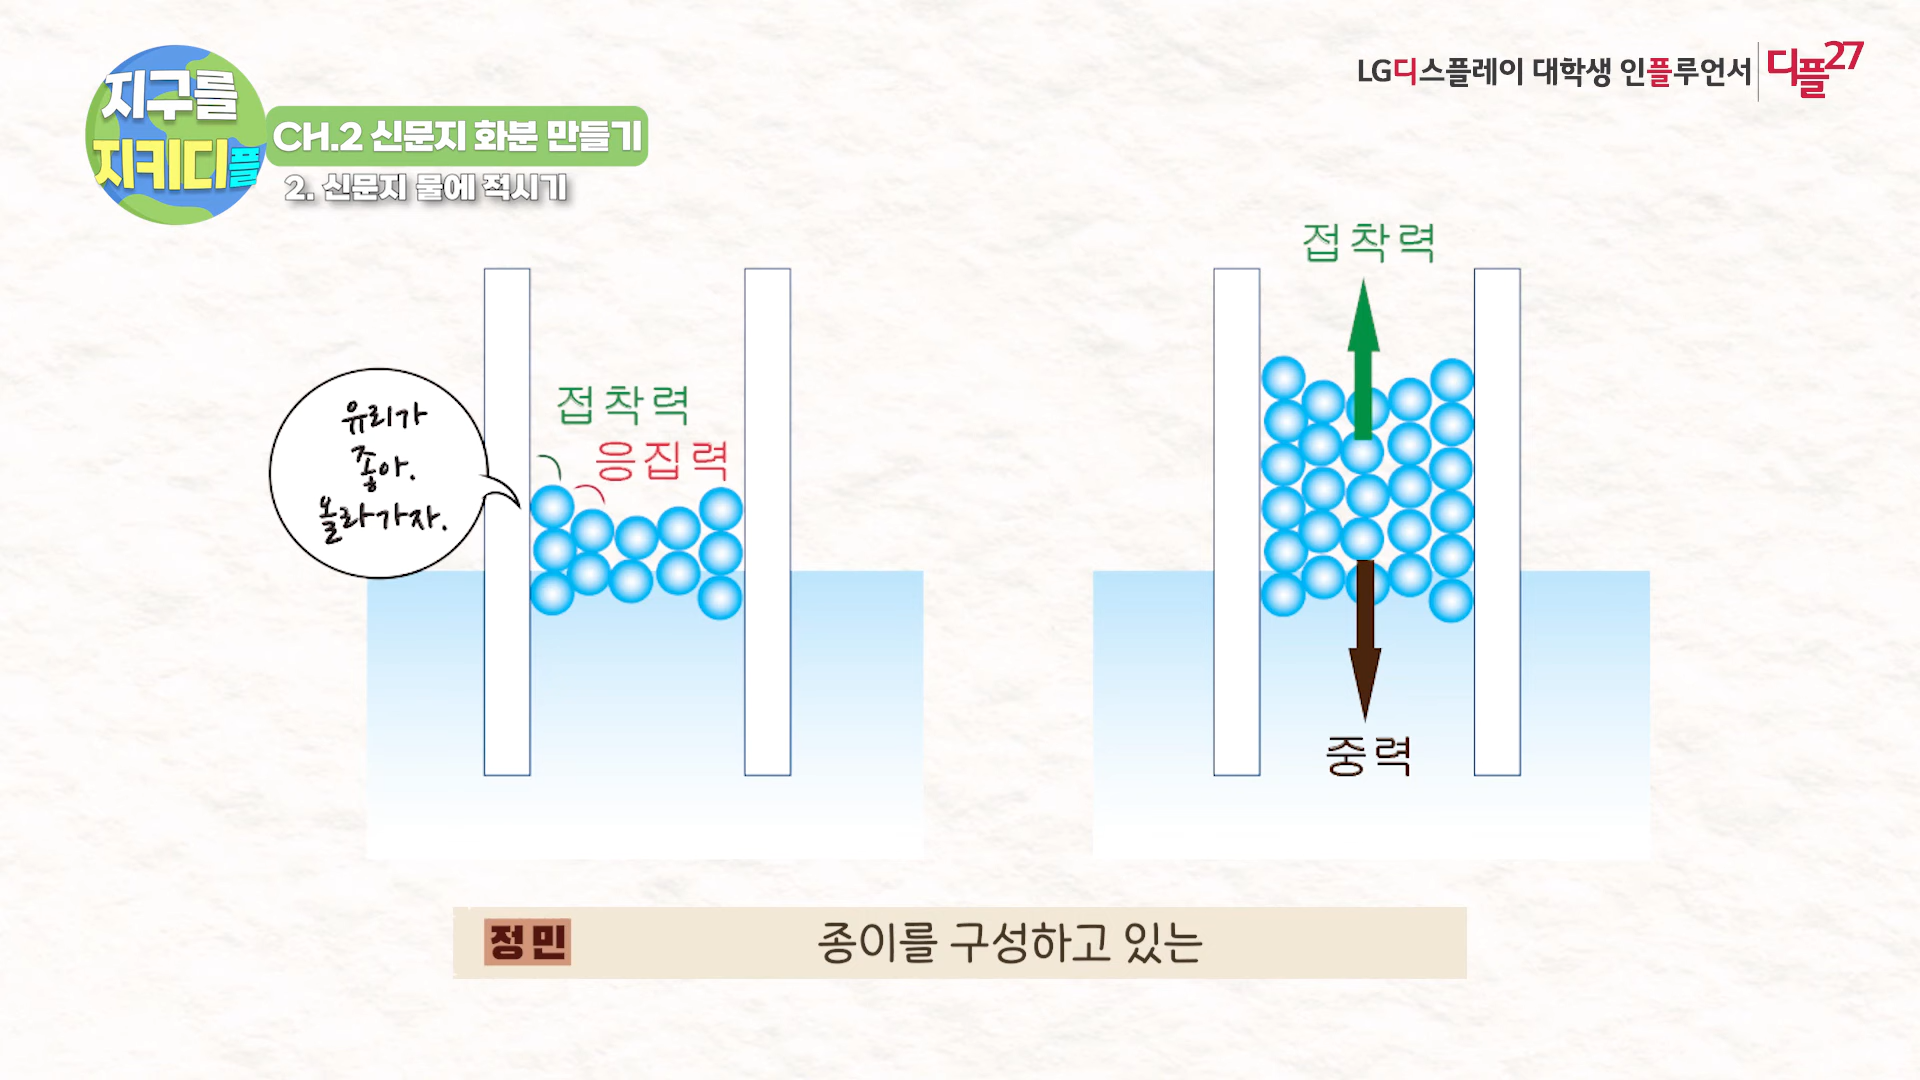 지구를
지키디플
CH.2 신문지 화분 만들기
2. 신문지 물에 적시기
LG디스플레이 대학생 인플루언서
디플27
접착력
응집력
유리가
좋아.
올라가자.
접착력
중력
정민
종이를 구성하고 있는